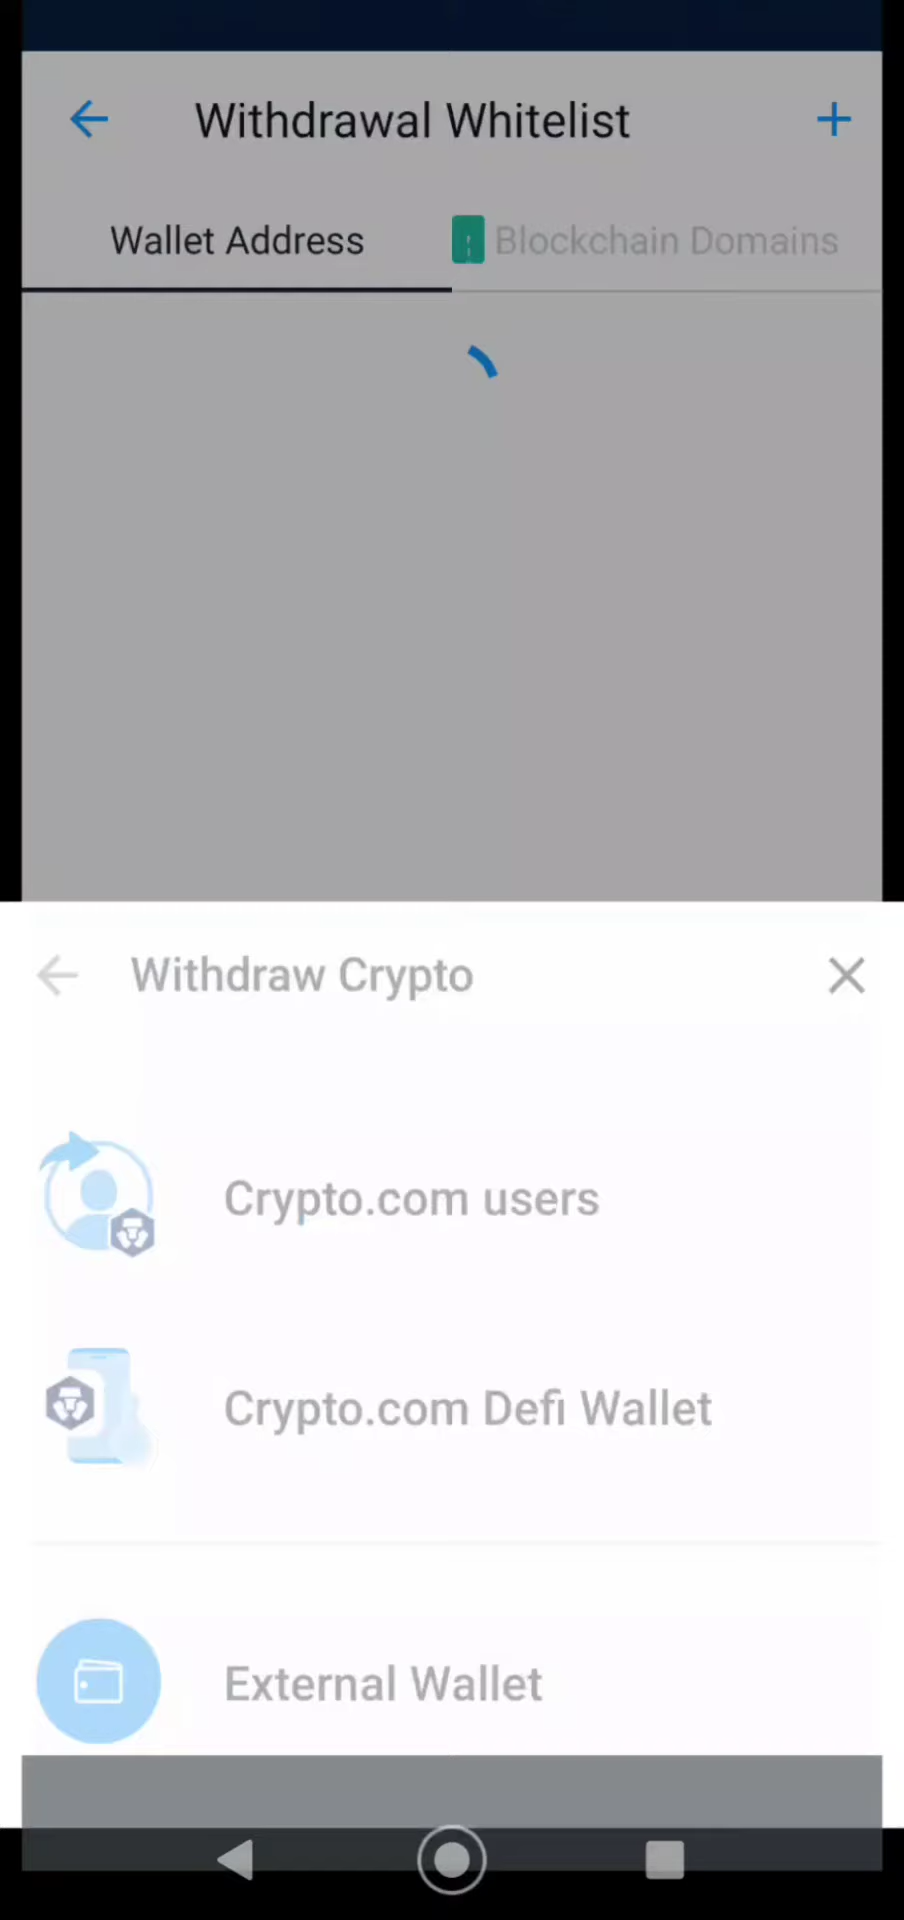 Withdrawal Whitelist
Wallet Address
Blockchain Domains
Withdraw Crypto
Crypto.com users
Crypto.com Defi Wallet
External Wallet